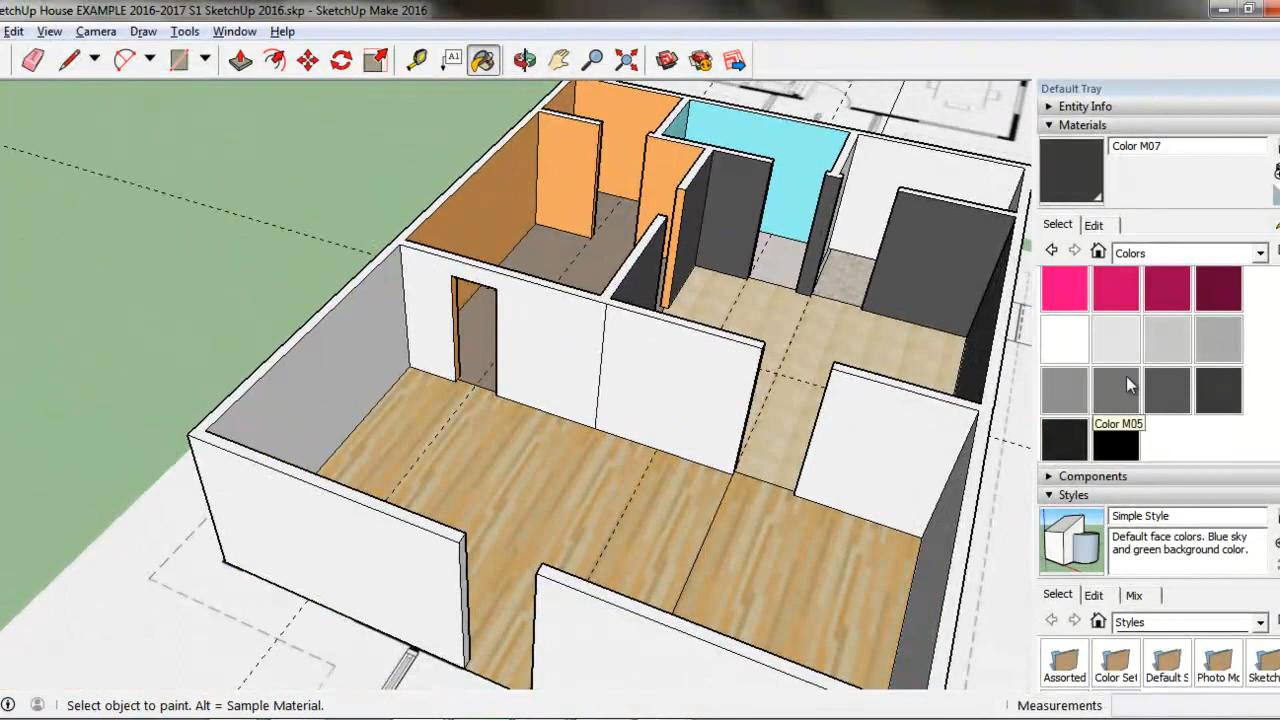 etchUp House EXAMPLE 2016-2017 S1 SketchUp 2016.skp - SketchUp Make 2016
Edit View Camera Draw Tools Window Help
A1
Default Tray
Entity Info
Materials
Color M07
Select Edit
Colors
Color M05
Components
Styles
Simple Style
Default face colors. Blue sky
and green background color.
Select Edit Mix
Styles
Assorted Color Set Default S Photo Mo Sketch
Select object to paint. Alt = Sample Material.
Measurements